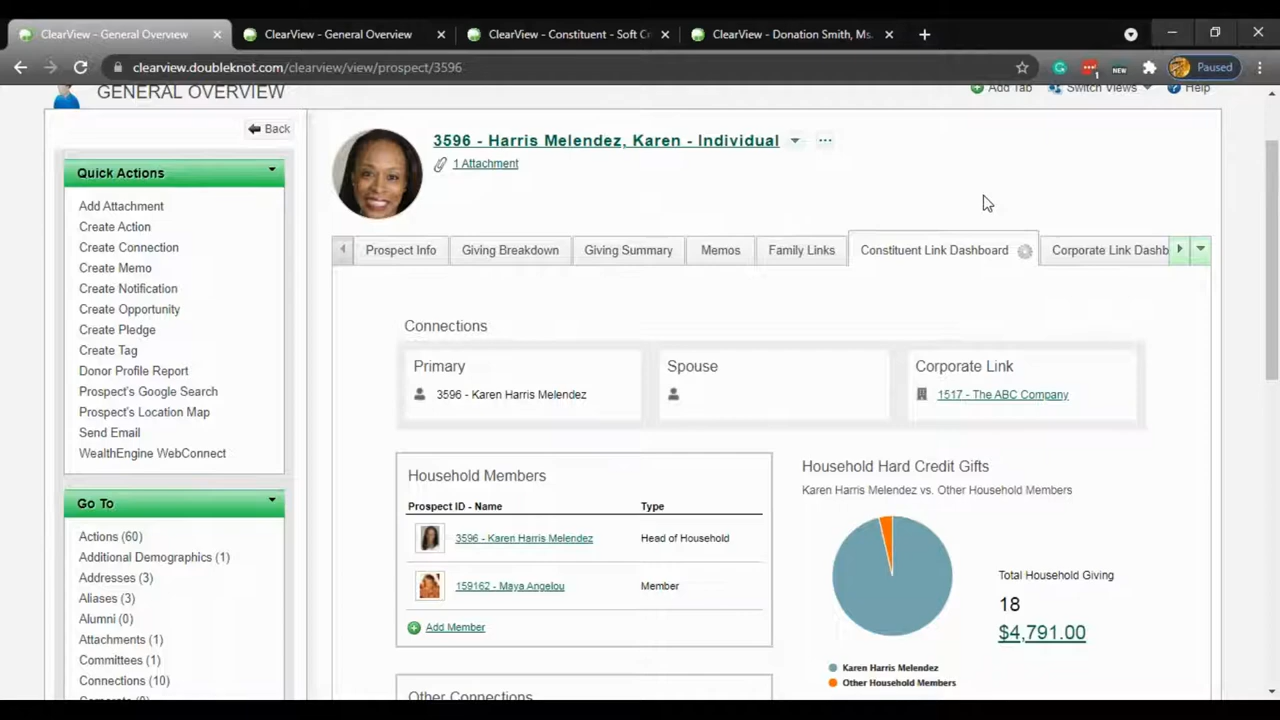 ClearView - General Overview
ClearView - General Overview
ClearView - Constituent - Soft C
ClearView - Donation Smith, Ms.
clearview.doubleknot.com/clearview/view/prospect/3596
1
NEW
Paused
GENERAL OVERVIEW
Add Tab
Switch Views
Help
Back
Quick Actions
Add Attachment
Create Action
Create Connection
Create Memo
Create Notification
Create Opportunity
Create Pledge
Create Tag
Donor Profile Report
Prospect's Google Search
Prospect's Location Map
Send Email
WealthEngine WebConnect
Go To
Actions (60)
Additional Demographics (1)
Addresses (3)
Aliases (3)
Alumni (0)
Attachments (1)
Committees (1)
Connections (10)
3596 - Harris Melendez, Karen - Individual
1 Attachment
Prospect Info
Giving Breakdown
Giving Summary
Memos
Family Links
Constituent Link Dashboard
Corporate Link Dashb
Connections
Primary
3596 - Karen Harris Melendez
Spouse
Corporate Link
1517 - The ABC Company
Household Members
Prospect ID - Name Type
3596 - Karen Harris Melendez Head of Household
159162 - Maya Angelou Member
Add Member
Other Connections
Household Hard Credit Gifts
Karen Harris Melendez vs. Other Household Members
Total Household Giving
18
$4,791.00
Karen Harris Melendez
Other Household Members